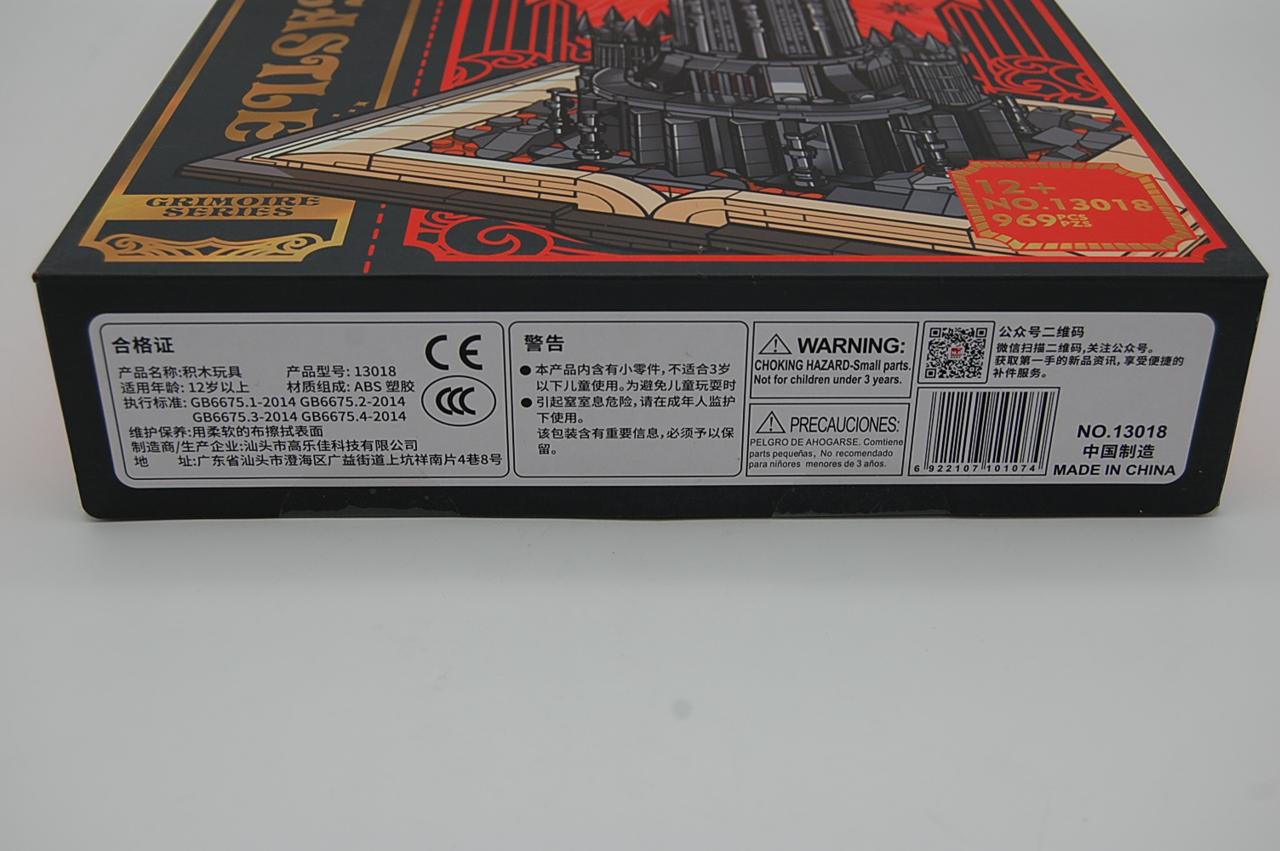 GRIMOIRE
SERIES
12+
NO.13018
969 PCS
PZS
合格证
CE
产品名称:积木玩具 产品型号: 13018
适用年龄: 12岁以上 材质组成: ABS 塑胶
执行标准: GB6675.1-2014 GB6675.2-2014
GB6675.3-2014 GB6675.4-2014
维护保养:用柔软的布擦拭表面
制造商/生产企业:汕头市高乐佳科技有限公司
地 址:广东省汕头市澄海区广益街道上坑祥南片4巷8号
警告
● 本产品内含有小零件, 不适合3岁
以下儿童使用。为避免儿童玩耍时
● 引起窒息危险, 请在成年人监护
下使用。
该包装含有重要信息, 必须予以保
留。
WARNING:
CHOKING HAZARD-Small parts.
Not for children under 3 years.
PRECAUCIONES:
PELGRO DE AHOGARSE. Comtiene
parts pequeñas, No recomendado
para niñores menores de 3 años.
公众号二维码
微信扫描二维码,关注公众号。
获取第一手的新品资讯, 享受便捷的
补件服务。
6 922107 101074
NO.13018
中国制造
MADE IN CHINA